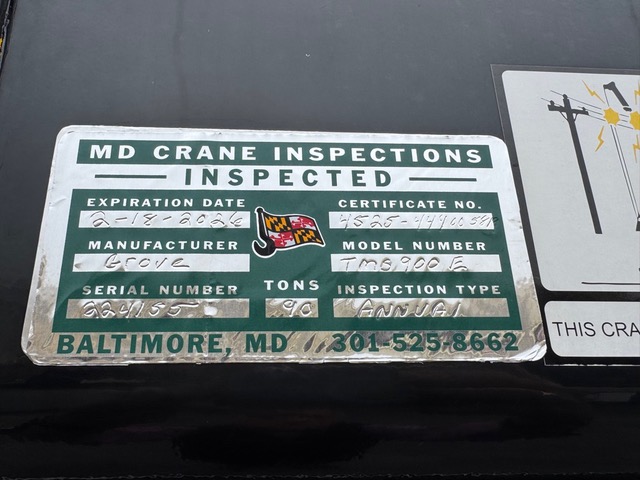 MD CRANE INSPECTIONS
INSPECTED
EXPIRATION DATE CERTIFICATE NO.
2-18-2026
MANUFACTURER MODEL NUMBER
Grove TMS900E
SERIAL NUMBER TONS INSPECTION TYPE
224155 90 ANNUAL
BALTIMORE, MD 301-525-8662
THIS CRA